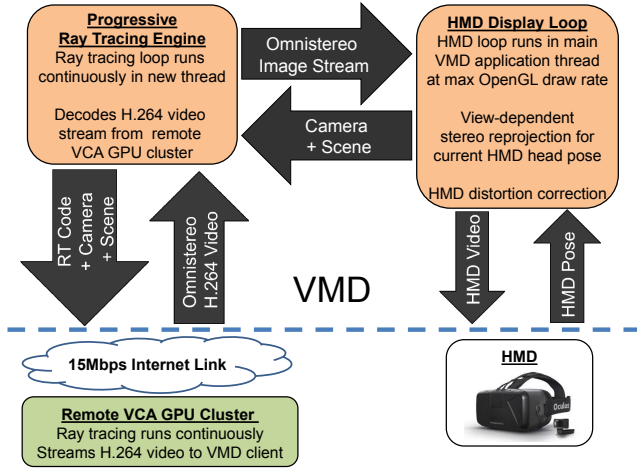 Progressive
Ray Tracing Engine
Ray tracing loop runs
continuously in new thread
Decodes H.264 video
stream from remote
VCA GPU cluster
Omnistereo
Image Stream
Camera
+ Scene
HMD Display Loop
HMD loop runs in main
VMD application thread
at max OpenGL draw rate
View-dependent
stereo reprojection for
current HMD head pose
HMD distortion correction
RT Code
+ Camera
+ Scene
Omnistereo
H.264 Video
VMD
HMD Video
HMD Pose
15Mbps Internet Link
Remote VCA GPU Cluster
Ray tracing runs continuously
Streams H.264 video to VMD client
HMD
Oculus